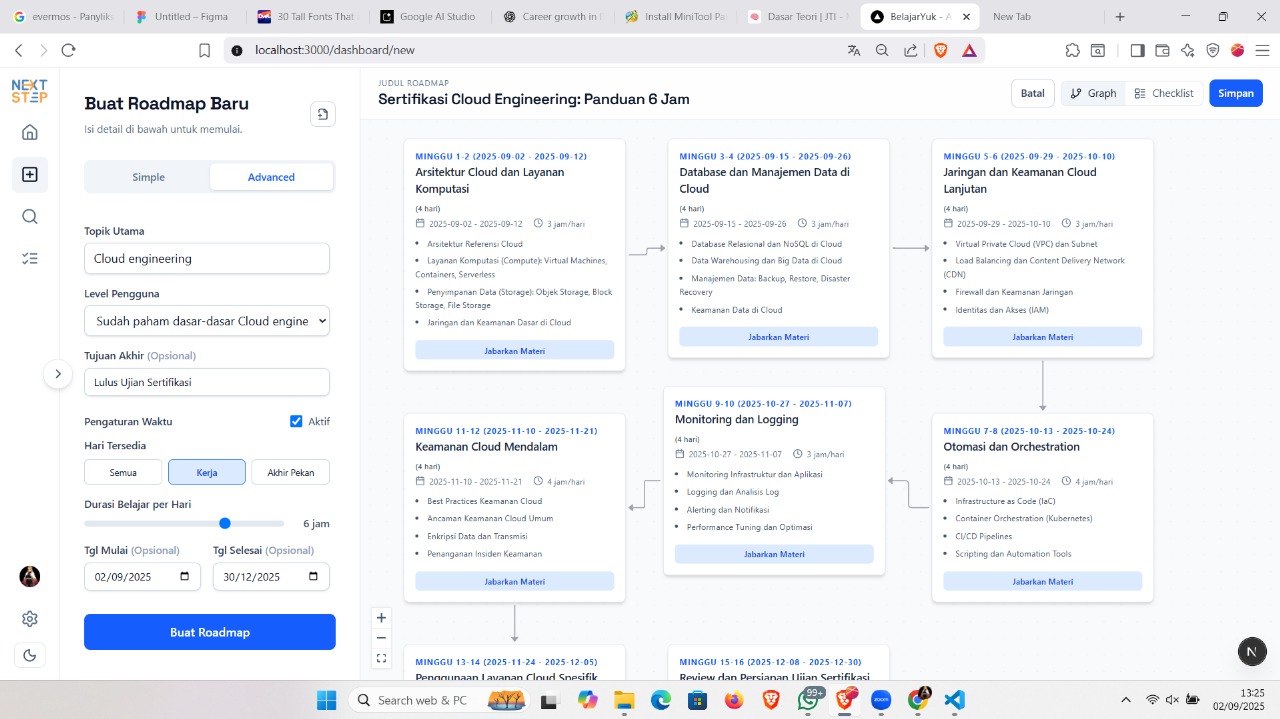 evermos - Pamplik
Untitled – Figma
30 Tall Fonts That
Google AI Studio
Career growth in I
Install MiniTool Pa
Dasar Teori | JTI -
BelajarYuk - A
New Tab
localhost:3000/dashboard/new
NEXT
STEP
Buat Roadmap Baru
Isi detail di bawah untuk memulai.
Simple
Advanced
Topik Utama
Cloud engineering
Level Pengguna
Sudah paham dasar-dasar Cloud engine
Tujuan Akhir (Opsional)
Lulus Ujian Sertifikasi
Pengaturan Waktu
Aktif
Hari Tersedia
Semua
Kerja
Akhir Pekan
Durasi Belajar per Hari
6 jam
Tgl Mulai (Opsional)
Tgl Selesai (Opsional)
02/09/2025
30/12/2025
Buat Roadmap
JUDUL ROADMAP
Sertifikasi Cloud Engineering: Panduan 6 Jam
Batal
Graph
Checklist
Simpan
MINGGU 1-2 (2025-09-02 - 2025-09-12)
Arsitektur Cloud dan Layanan
Komputasi
(4 hari)
2025-09-02 - 2025-09-12 3 jam/hari
• Arsitektur Referensi Cloud
• Layanan Komputasi (Compute): Virtual Machines,
Containers, Serverless
• Penyimpanan Data (Storage): Objek Storage, Block
Storage, File Storage
• Jaringan dan Keamanan Dasar di Cloud
Jabarkan Materi
MINGGU 3-4 (2025-09-15 - 2025-09-26)
Database dan Manajemen Data di
Cloud
(4 hari)
2025-09-15 - 2025-09-26 3 jam/hari
• Database Relasional dan NoSQL di Cloud
• Data Warehousing dan Big Data di Cloud
• Manajemen Data: Backup, Restore, Disaster
Recovery
• Keamanan Data di Cloud
Jabarkan Materi
MINGGU 5-6 (2025-09-29 - 2025-10-10)
Jaringan dan Keamanan Cloud
Lanjutan
(4 hari)
2025-09-29 - 2025-10-10 3 jam/hari
• Virtual Private Cloud (VPC) dan Subnet
• Load Balancing dan Content Delivery Network
(CDN)
• Firewall dan Keamanan Jaringan
• Identitas dan Akses (IAM)
Jabarkan Materi
MINGGU 11-12 (2025-11-10 - 2025-11-21)
Keamanan Cloud Mendalam
(4 hari)
2025-11-10 - 2025-11-21 4 jam/hari
• Best Practices Keamanan Cloud
• Ancaman Keamanan Cloud Umum
• Enkripsi Data dan Transmisi
• Penanganan Insiden Keamanan
Jabarkan Materi
MINGGU 9-10 (2025-10-27 - 2025-11-07)
Monitoring dan Logging
(4 hari)
2025-10-27 - 2025-11-07 3 jam/hari
• Monitoring Infrastruktur dan Aplikasi
• Logging dan Analisis Log
• Alerting dan Notifikasi
• Performance Tuning dan Optimasi
Jabarkan Materi
MINGGU 7-8 (2025-10-13 - 2025-10-24)
Otomasi dan Orchestration
(4 hari)
2025-10-13 - 2025-10-24 4 jam/hari
• Infrastructure as Code (IaC)
• Container Orchestration (Kubernetes)
• CI/CD Pipelines
• Scripting dan Automation Tools
Jabarkan Materi
MINGGU 13-14 (2025-11-24 - 2025-12-05)
Penggunaan Layanan Cloud Spesifik
MINGGU 15-16 (2025-12-08 - 2025-12-30)
Review dan Persiapan Ujian Sertifikasi
N
Search web & PC
99+
zoom
13:25
02/09/2025